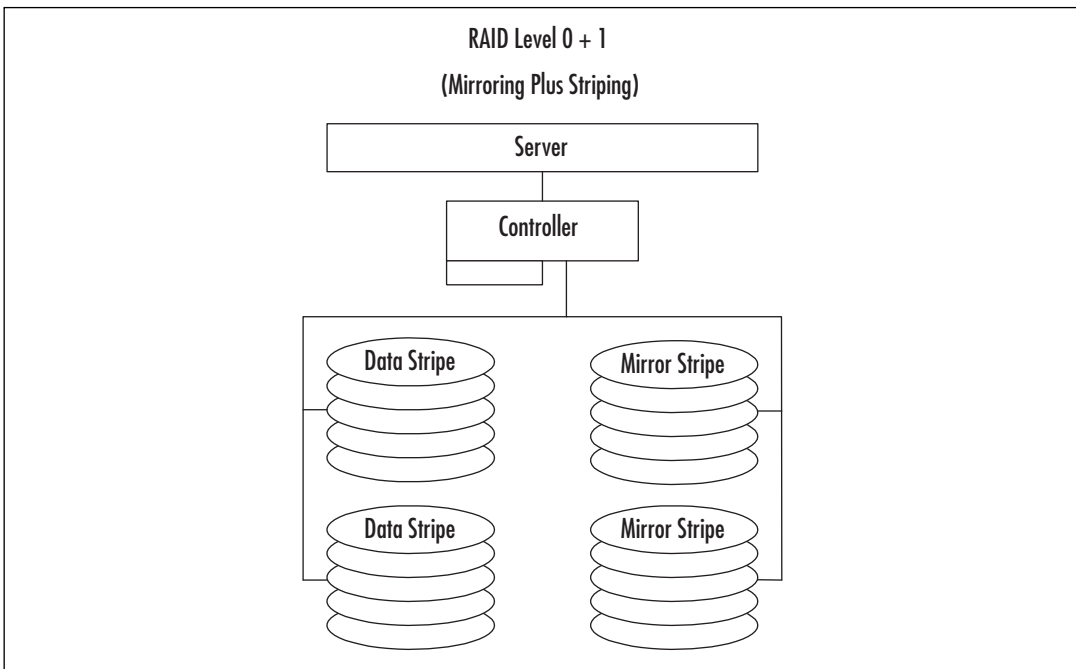 RAID Level 0 + 1
(Mirroring Plus Striping)
Server
Controller
Data Stripe
Mirror Stripe
Data Stripe
Mirror Stripe